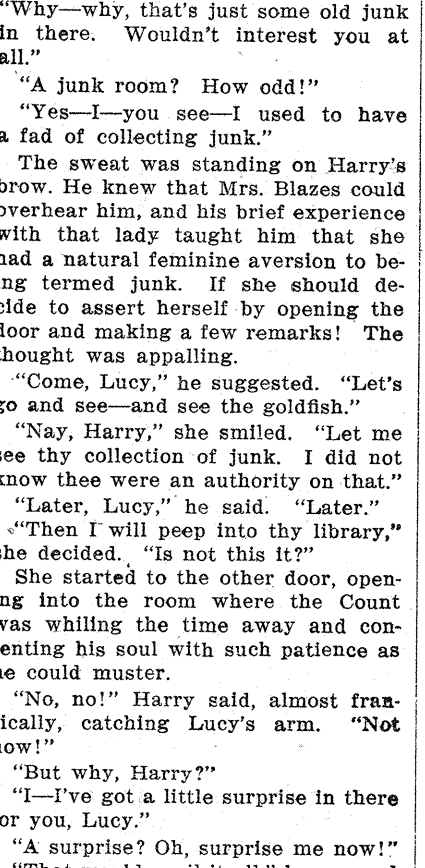 “Why—why, that's just some old junk
in there. Wouldn't interest you at
all.”
“A junk room? How odd!”
“Yes—I—you see—I used to have
a fad of collecting junk.”
The sweat was standing on Harry's
brow. He knew that Mrs. Blazes could
overhear him, and his brief experience
with that lady taught him that she
had a natural feminine aversion to be-
ng termed junk. If she should de-
cide to assert herself by opening the
door and making a few remarks! The
thought was appalling.
“Come, Lucy,” he suggested. “Let's
go and see—and see the goldfish.”
“Nay, Harry,” she smiled. “Let me
see thy collection of junk. I did not
know thee were an authority on that.”
“Later, Lucy,” he said. “Later.”
“Then I will peep into thy library,”
she decided. “Is not this it?”
She started to the other door, open-
ng into the room where the Count
was whiling the time away and con-
enting his soul with such patience as
he could muster.
“No, no!” Harry said, almost fran-
ically, catching Lucy's arm. “Not
now!”
“But why, Harry?”
“I—I've got a little surprise in there
or you, Lucy.”
“A surprise? Oh, surprise me now!”
“That